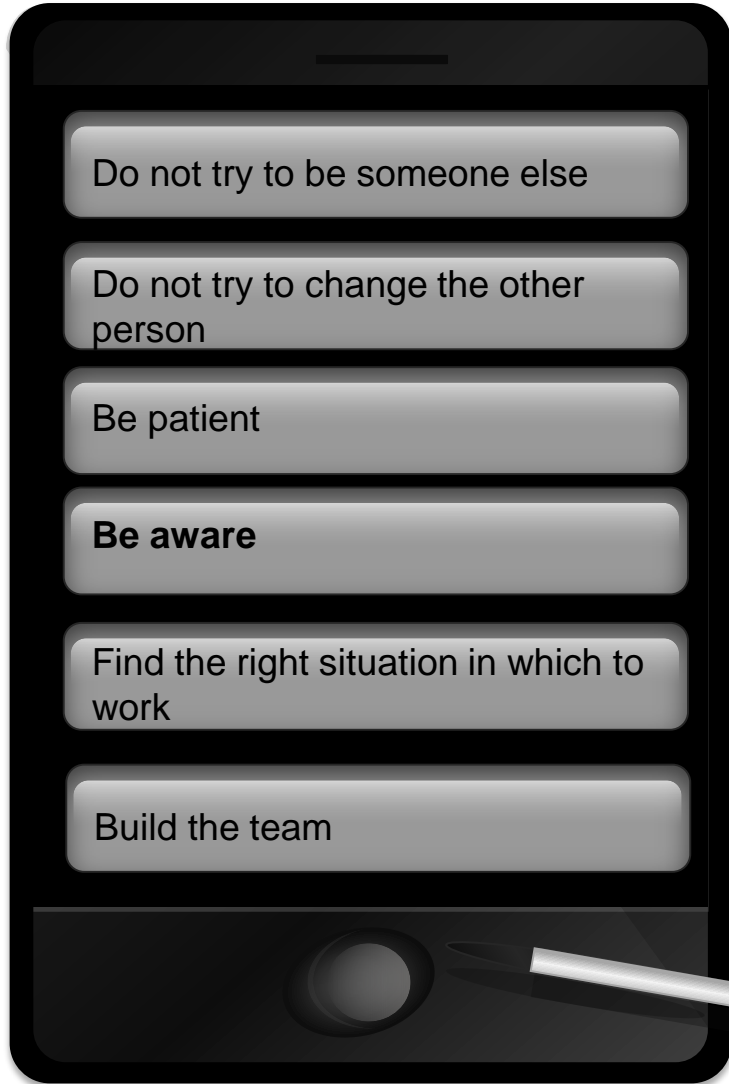 Do not try to be someone else
Do not try to change the other
person
Be patient
Be aware
Find the right situation in which to
work
Build the team